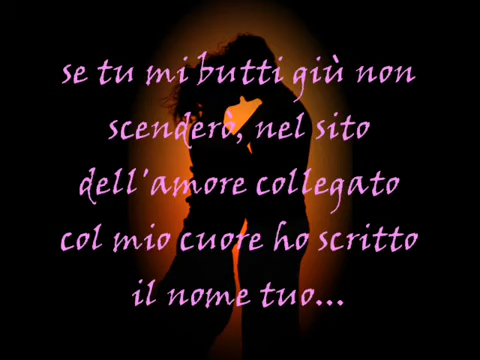 se tu mi butti giù non
scenderò, nel sito
dell'amore collegato
col mio cuore ho scritto
il nome tuo...